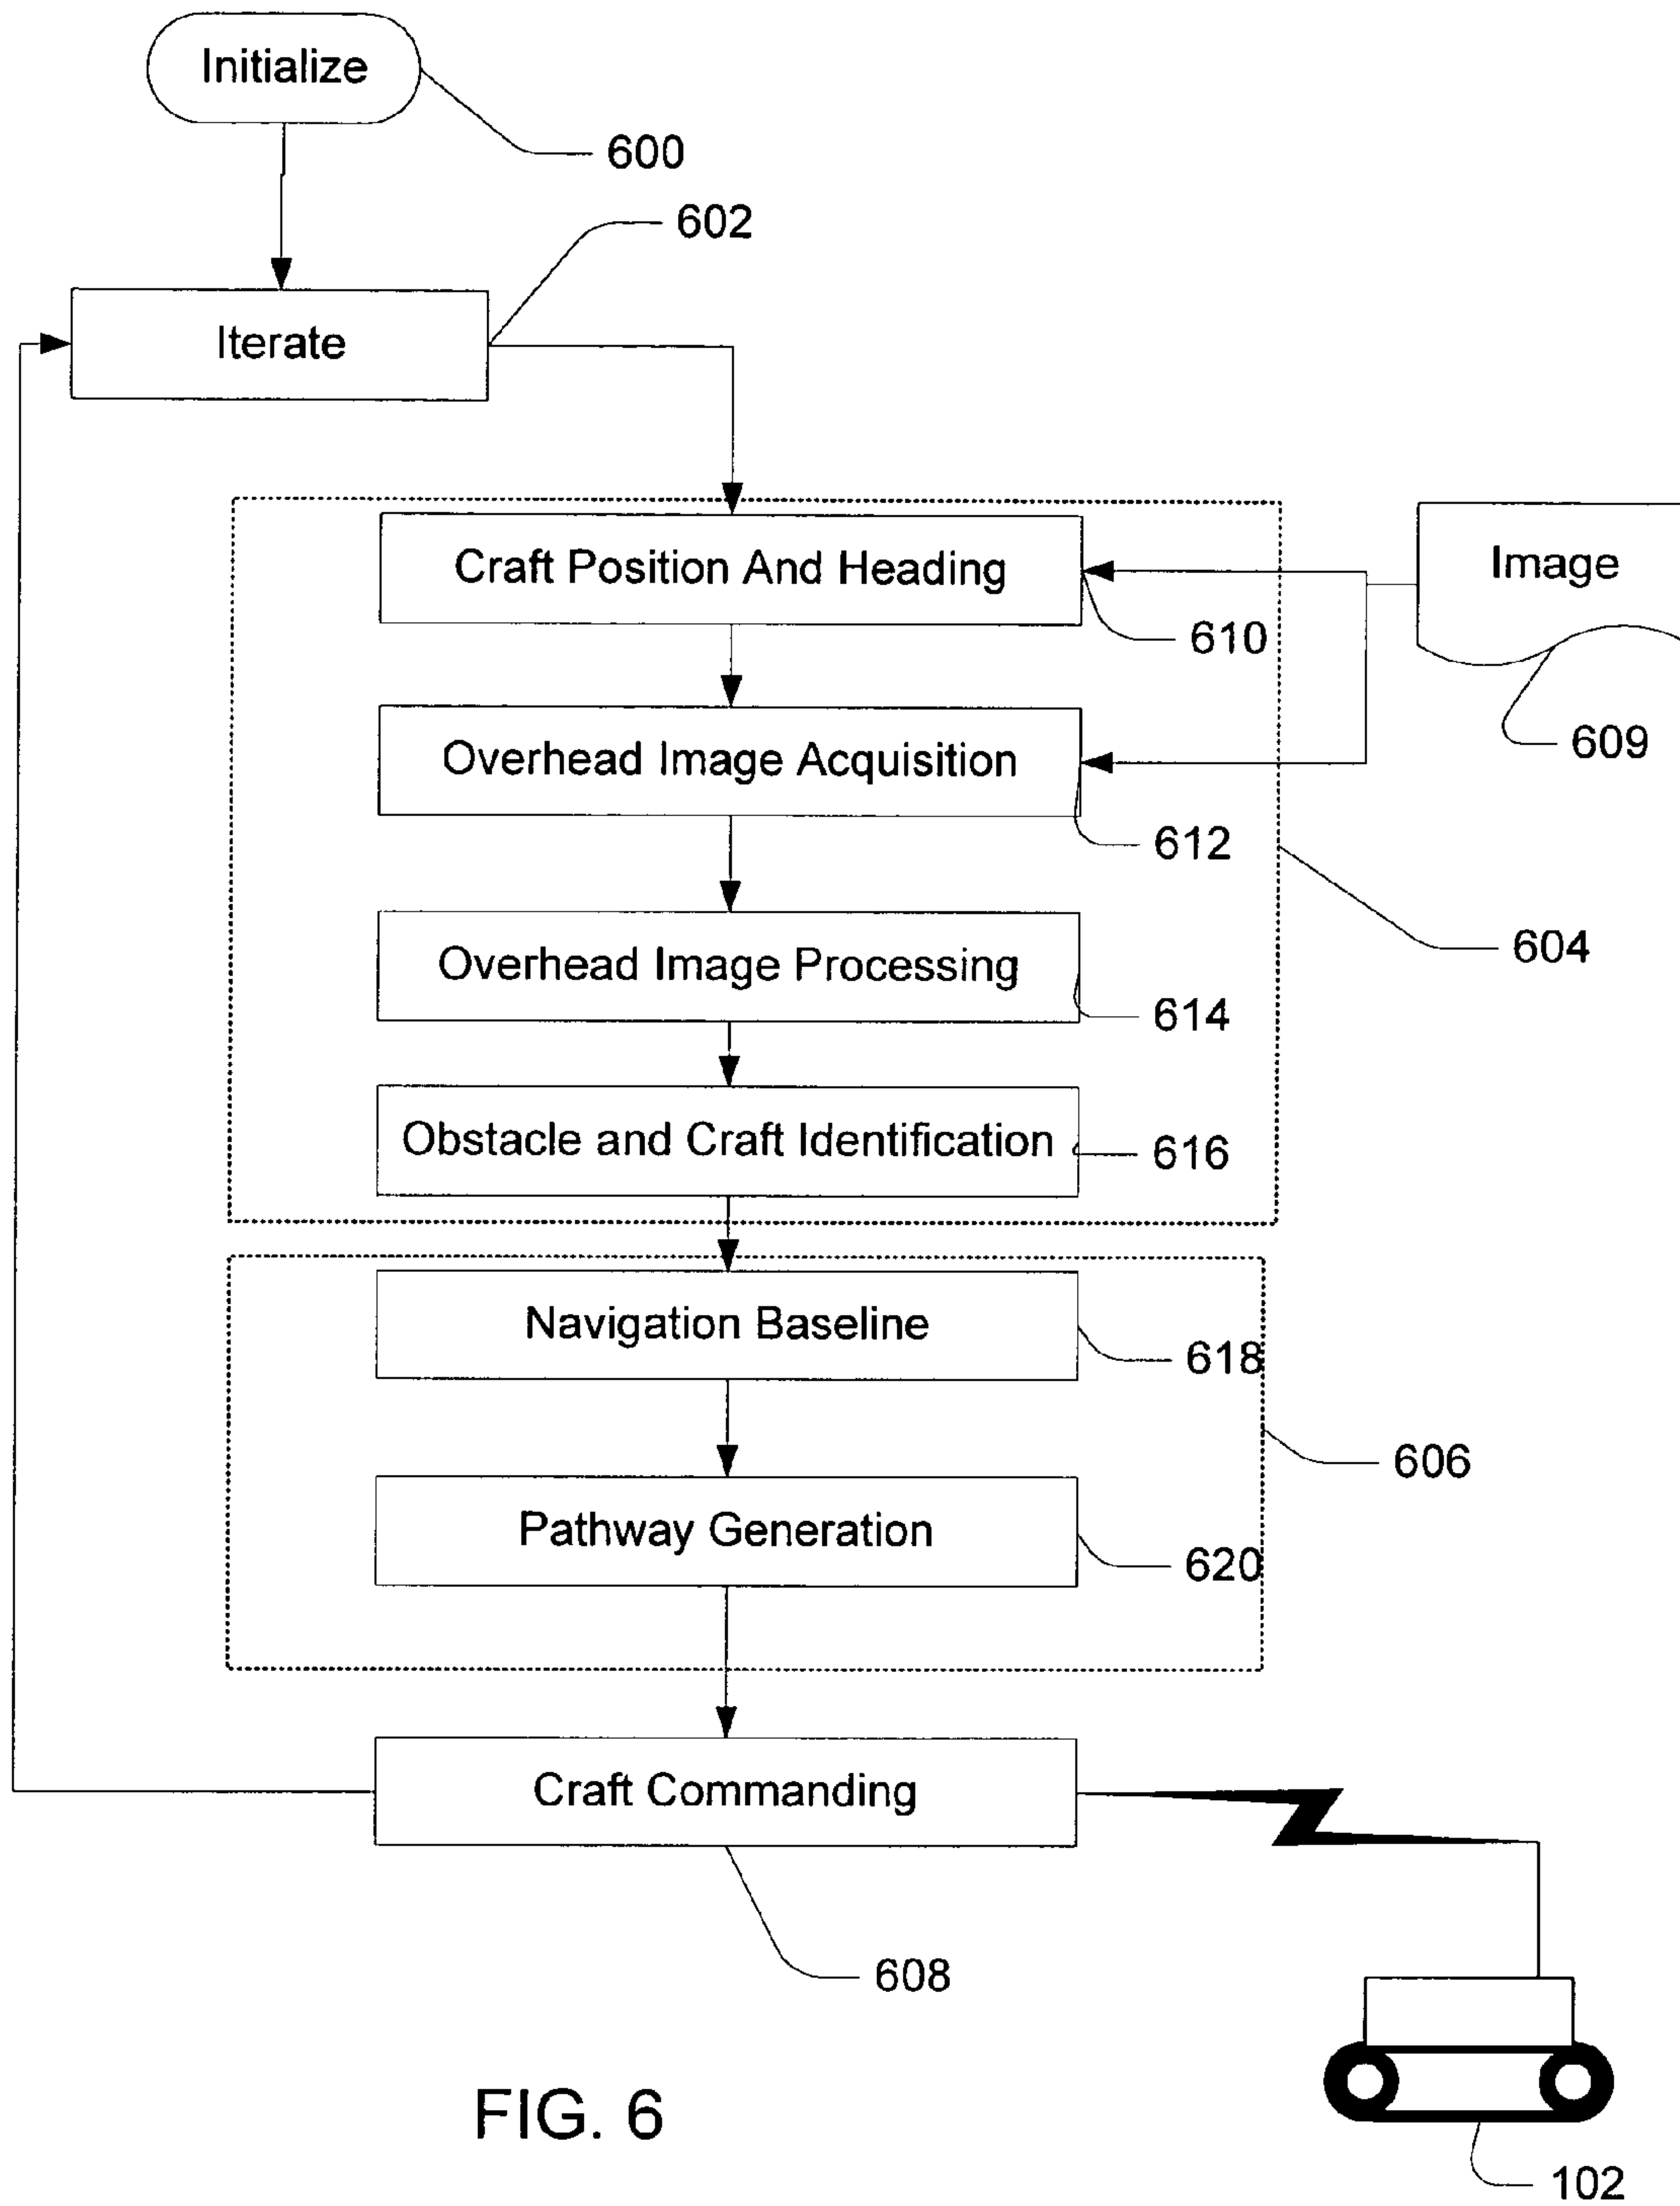 Initialize
600
602
Iterate
Craft Position And Heading
Image
610
609
Overhead Image Acquisition
612
604
Overhead Image Processing
614
Obstacle and Craft Identification
616
Navigation Baseline
618
606
Pathway Generation
620
Craft Commanding
608
FIG. 6
102